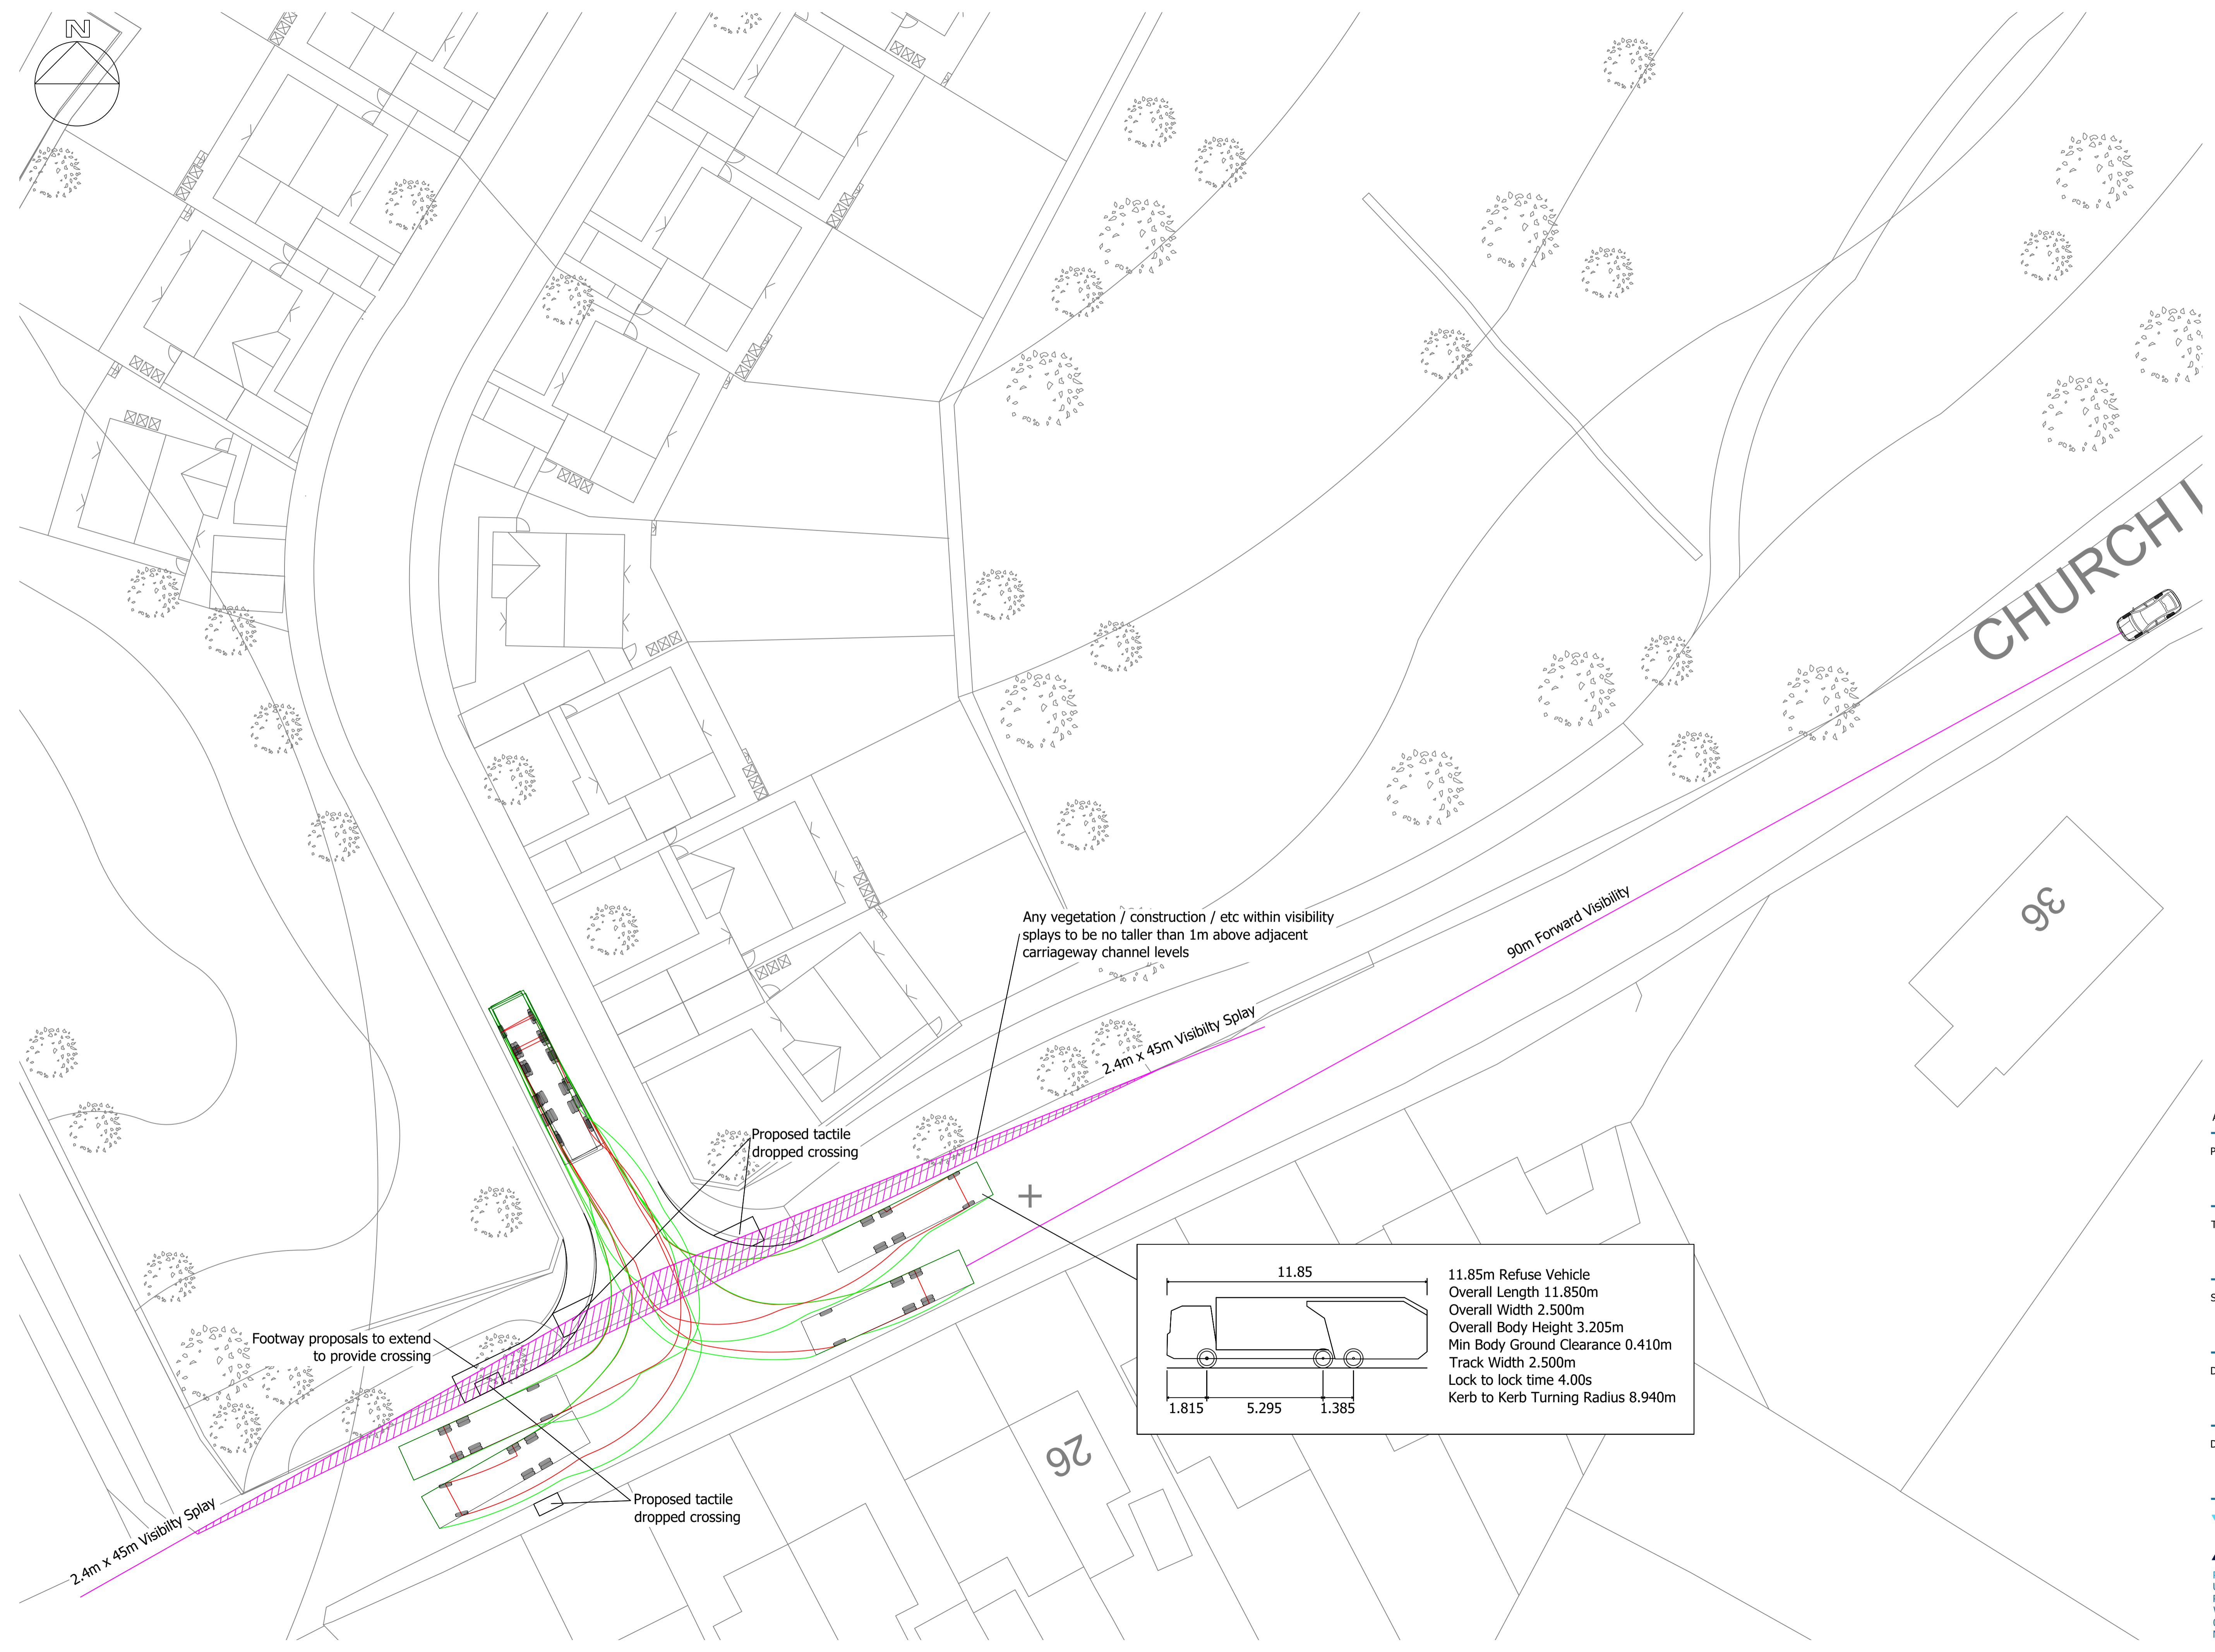 N
CHURCH
36
Any vegetation / construction / etc within visibility
splays to be no taller than 1m above adjacent
carriageway channel levels
90m Forward Visibility
2.4m x 45m Visibilty Splay
Proposed tactile
dropped crossing
11.85
11.85m Refuse Vehicle
Overall Length 11.850m
Overall Width 2.500m
Overall Body Height 3.205m
Min Body Ground Clearance 0.410m
Track Width 2.500m
Lock to lock time 4.00s
Kerb to Kerb Turning Radius 8.940m
1.815 5.295 1.385
Footway proposals to extend
to provide crossing
26
Proposed tactile
dropped crossing
2.4m x 45m Visibilty Splay